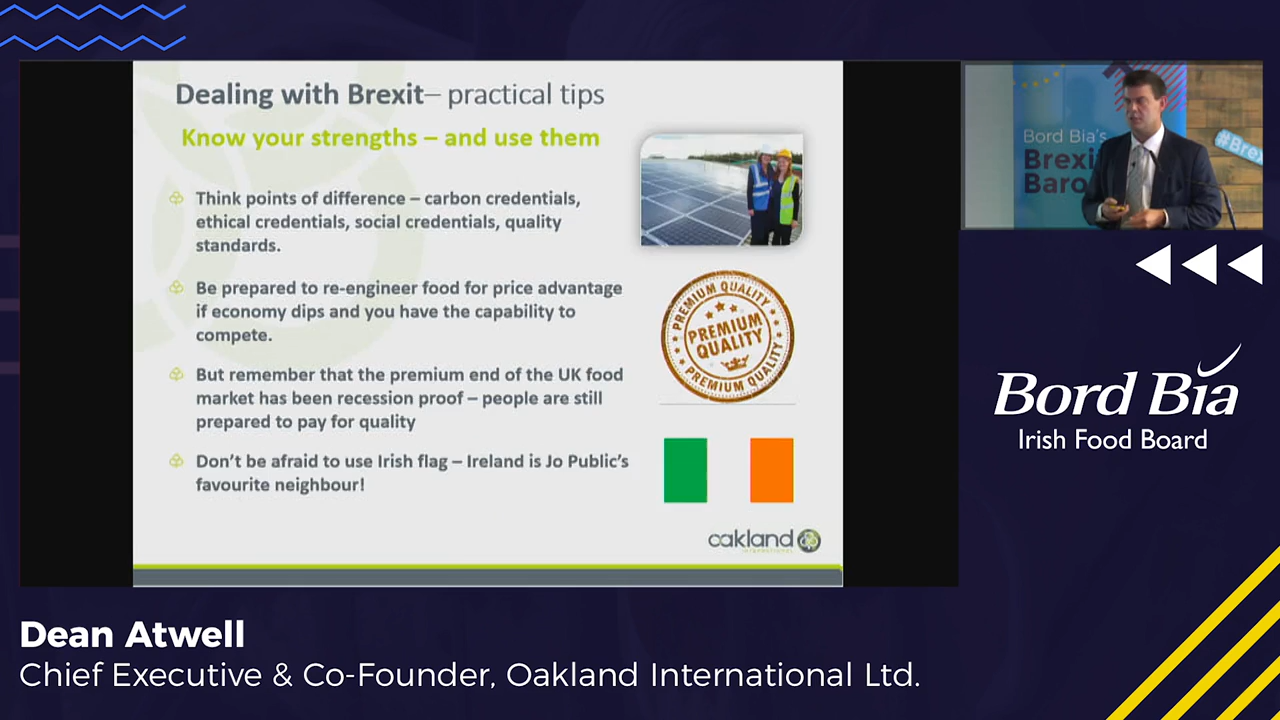 Dealing with Brexit– practical tips
Know your strengths – and use them
Think points of difference – carbon credentials,
ethical credentials, social credentials, quality
standards.
Be prepared to re-engineer food for price advantage
if economy dips and you have the capability to
compete.
But remember that the premium end of the UK food
market has been recession proof – people are still
prepared to pay for quality
Don't be afraid to use Irish flag – Ireland is Jo Public's
favourite neighbour!
PREMIUM QUALITY
PREMIUM
QUALITY
PREMIUM QUALITY
oakland
Bord Bia's
Brexi
Baro
#Brex
Bord Bia
Irish Food Board
Dean Atwell
Chief Executive & Co-Founder, Oakland International Ltd.